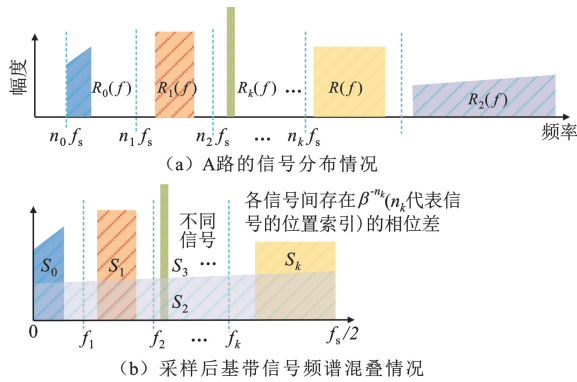 幅度
R₀(f) R₁(f) Rₖ(f) ... R(f) R₂(f)
n₀fₛ n₁fₛ n₂fₛ ... nₖfₛ 频率
(a) A路的信号分布情况
各信号间存在β⁻ⁿₖ(nₖ代表信
号的位置索引)的相位差
不同
信号
S₀ S₁ S₃ ... Sₖ
S₂
0 f₁ f₂ ... fₖ fₛ/2
(b) 采样后基带信号频谱混叠情况